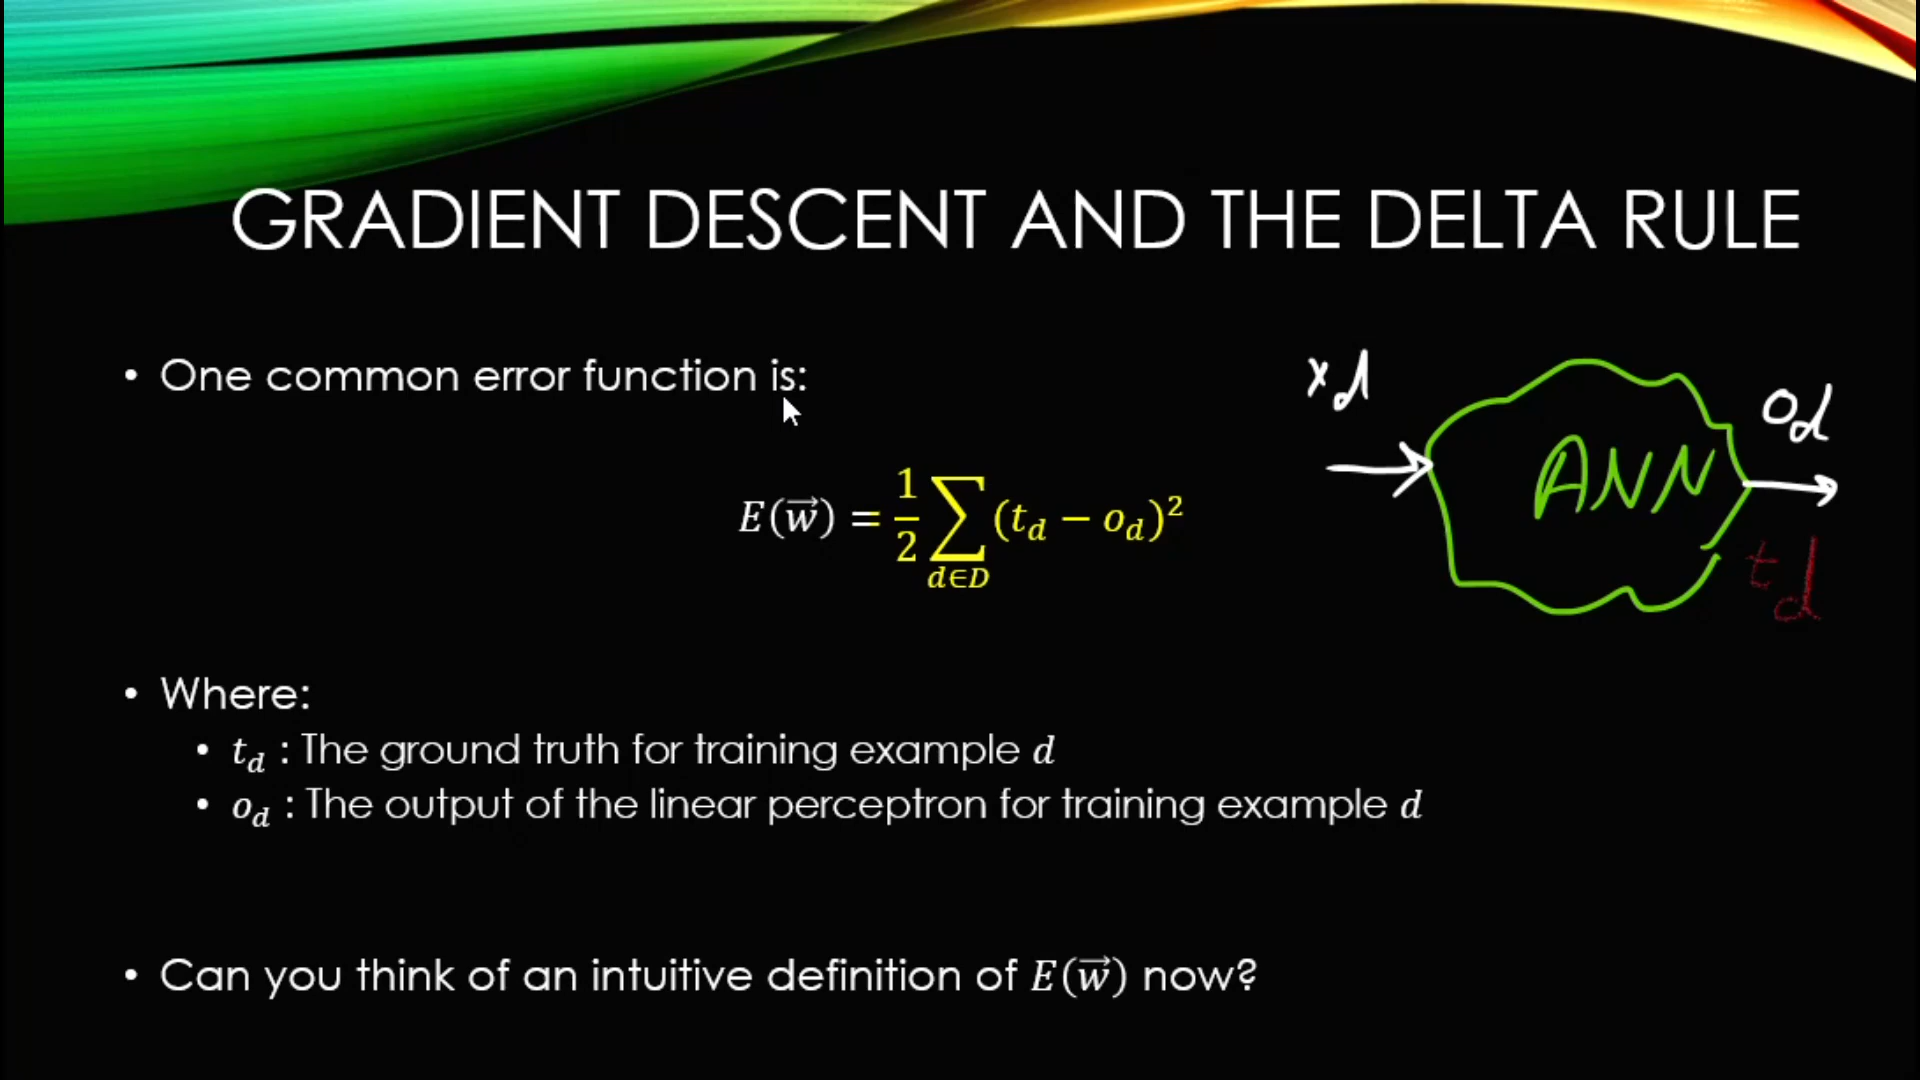 GRADIENT DESCENT AND THE DELTA RULE
• One common error function is:
E(w⃗) = 1/2 ∑_{d∈D} (t_d − o_d)²
x_d
ANN
o_d
t_d
• Where:
• t_d : The ground truth for training example d
• o_d : The output of the linear perceptron for training example d
• Can you think of an intuitive definition of E(w⃗) now?